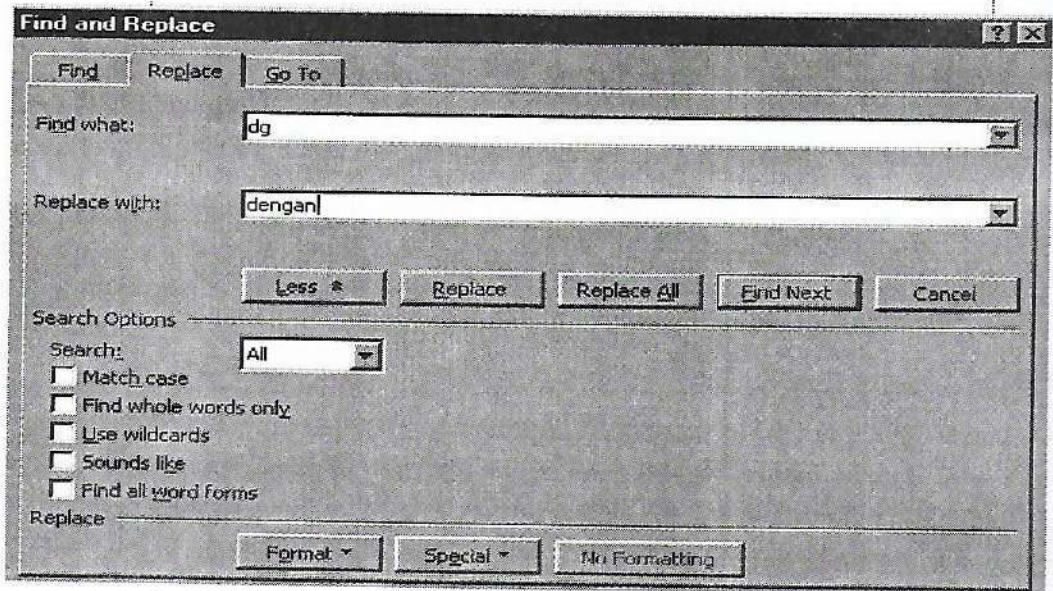 Find and Replace
Find Replace Go To
Find what: dg
Replace with: dengan
Less Replace Replace All Find Next Cancel
Search Options
Search: All
Match case
Find whole words only
Use wildcards
Sounds like
Find all word forms
Replace
Format Special No Formatting